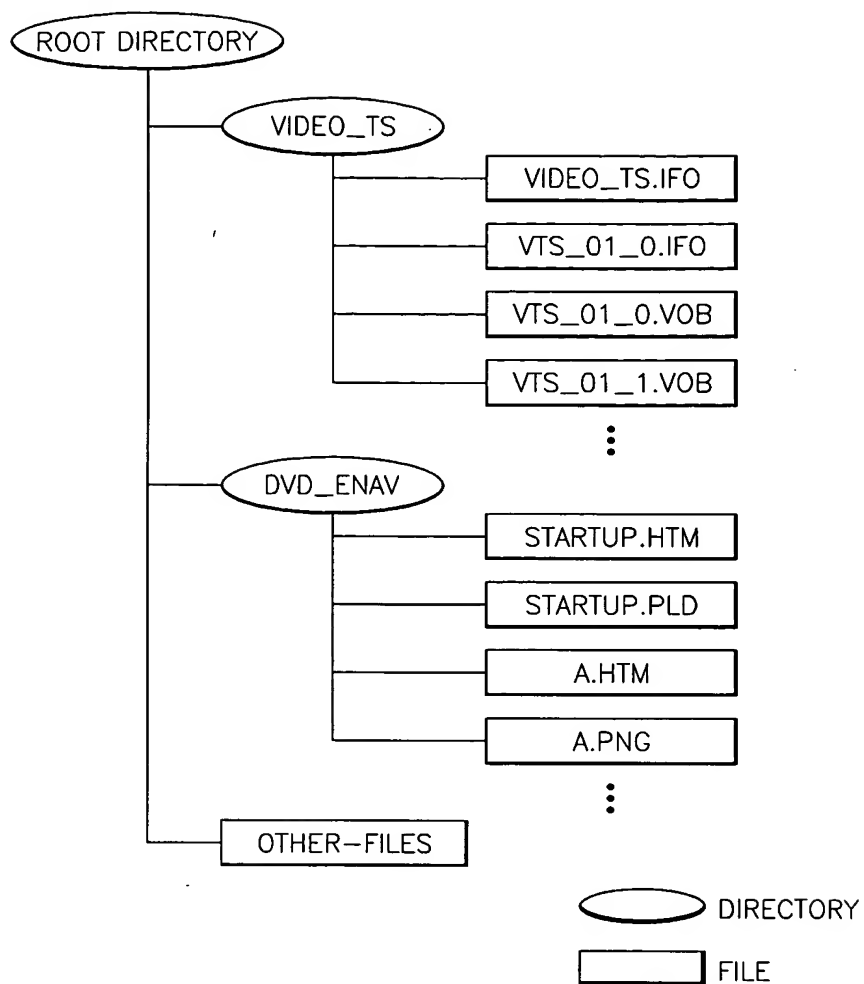 ROOT DIRECTORY
VIDEO_TS
VIDEO_TS.IFO
VTS_01_0.IFO
VTS_01_0.VOB
VTS_01_1.VOB
DVD_ENAV
STARTUP.HTM
STARTUP.PLD
A.HTM
A.PNG
OTHER-FILES
DIRECTORY
FILE